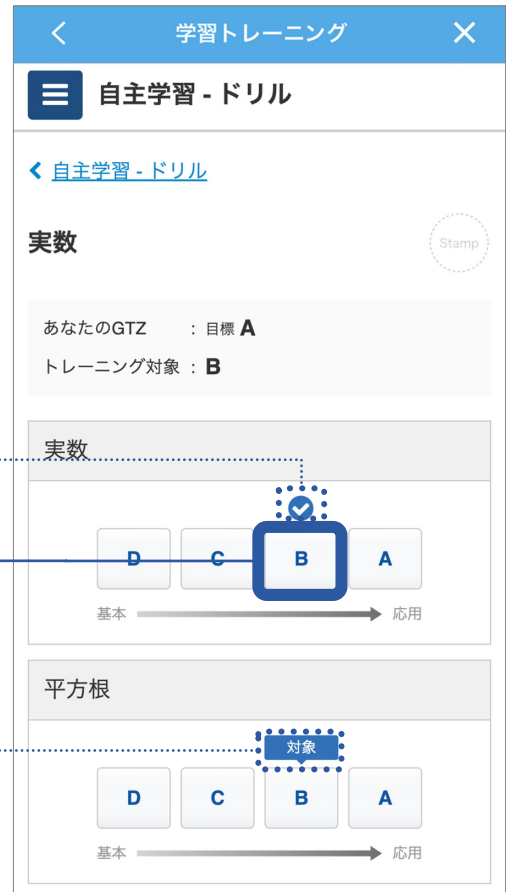 学習トレーニング
自主学習 - ドリル
自主学習 - ドリル
実数
Stamp
あなたのGTZ : 目標 A
トレーニング対象 : B
実数
D C B A
基本 応用
平方根
対象
D C B A
基本 応用